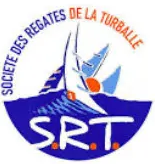 SOCIETE DES REGATES DE LA TURBALLE
S.R.T.